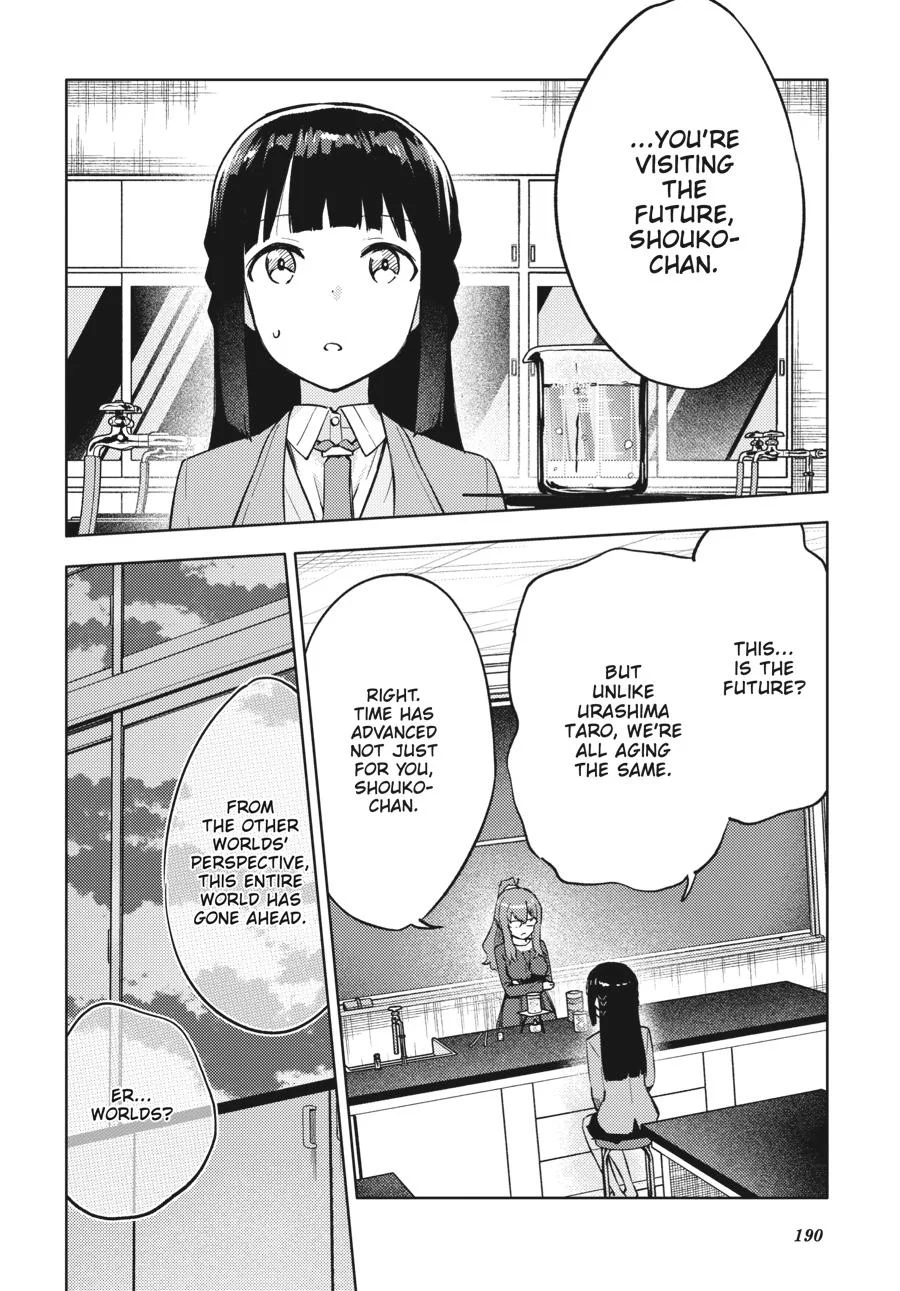 ...YOU'RE
VISITING
THE
FUTURE,
SHOUKO-
CHAN.
THIS...
IS THE
FUTURE?
BUT
UNLIKE
URASHIMA
TARO, WE'RE
ALL AGING
THE SAME.
RIGHT.
TIME HAS
ADVANCED
NOT JUST
FOR YOU,
SHOUKO-
CHAN.
FROM
THE OTHER
WORLDS'
PERSPECTIVE,
THIS ENTIRE
WORLD HAS
GONE AHEAD.
ER...
WORLDS?
190